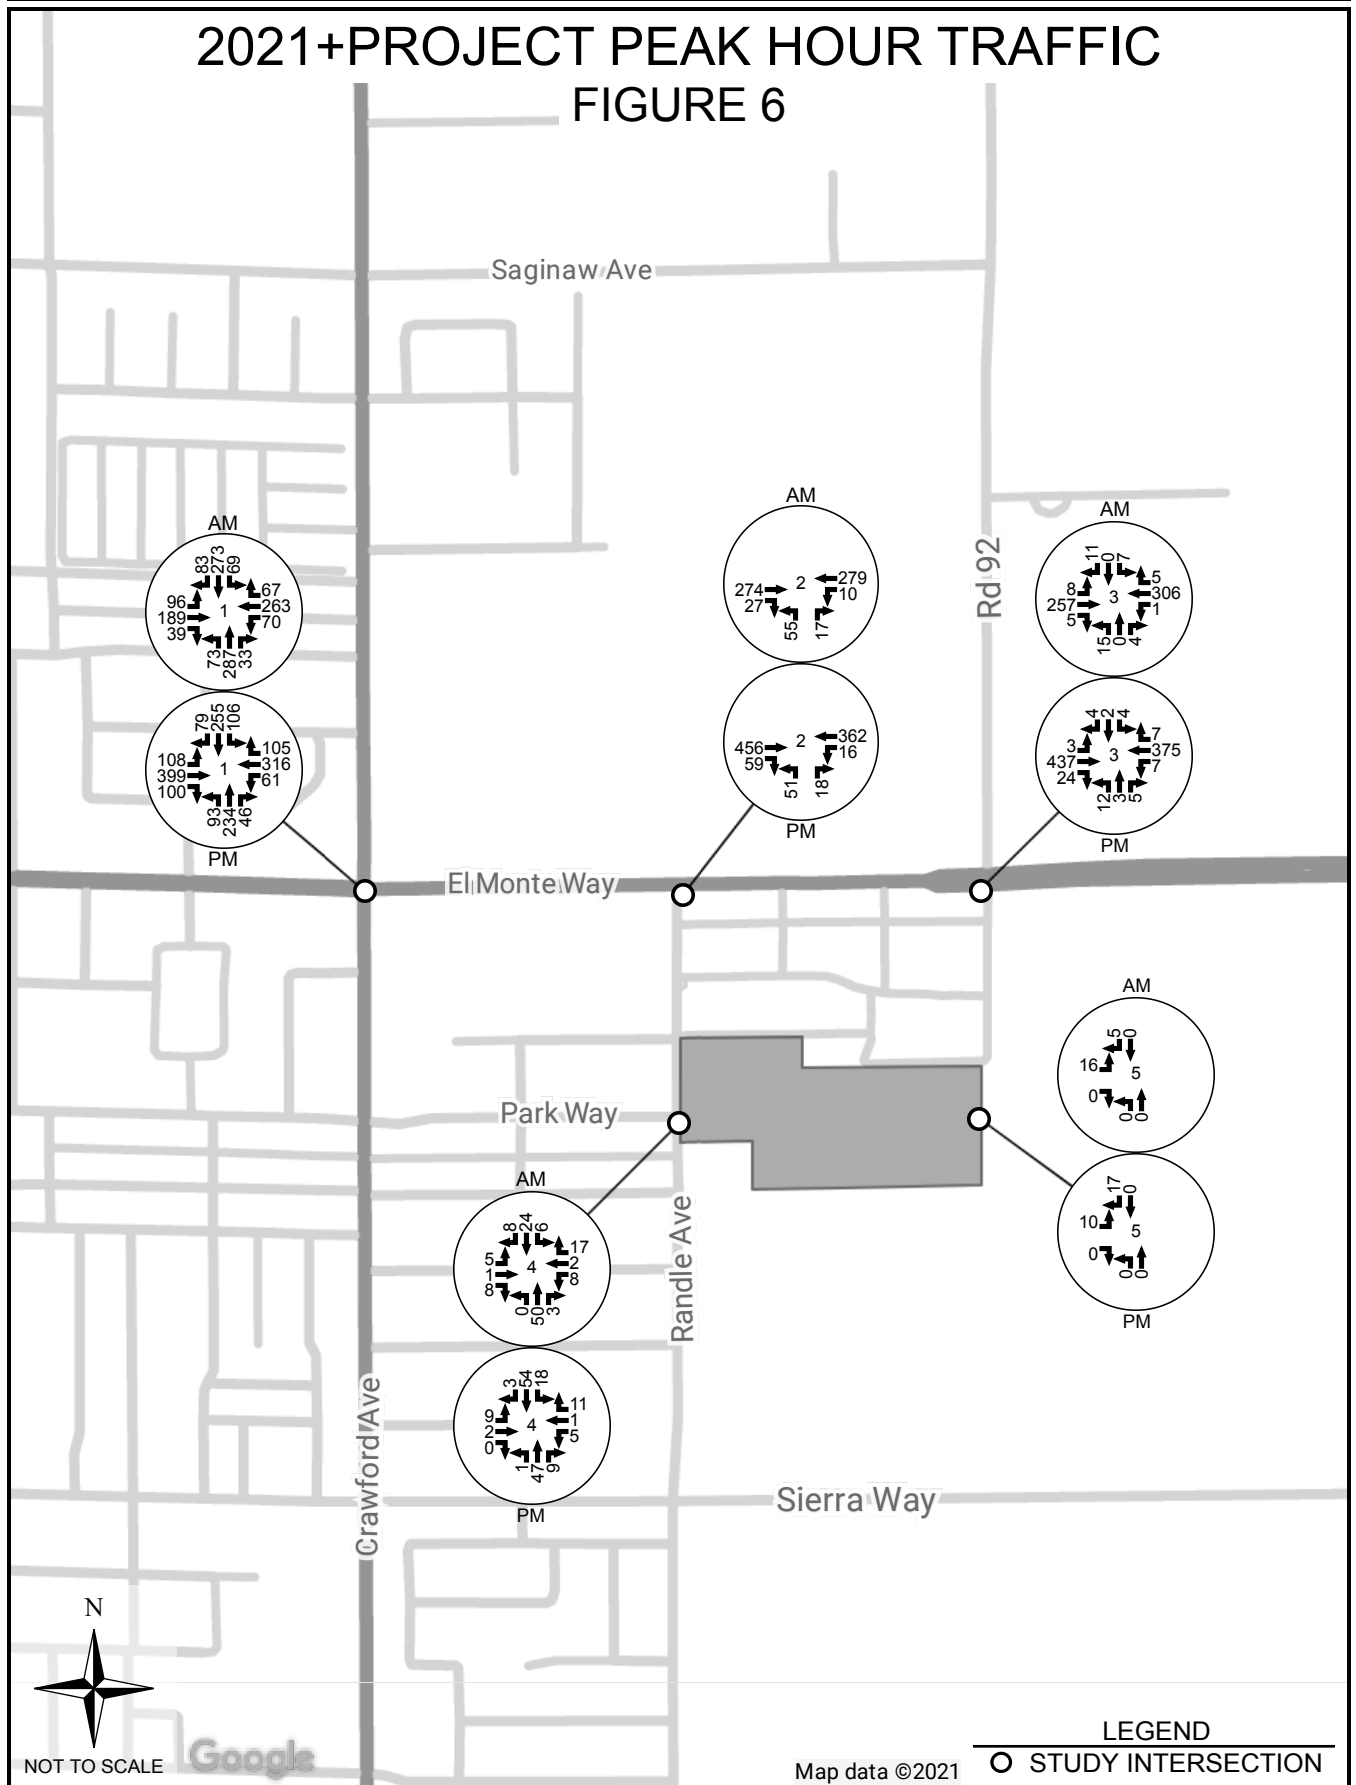 2021+PROJECT PEAK HOUR TRAFFIC
FIGURE 6
Saginaw Ave
Rd 92
AM
83 273 69
96
189
39
1
67
263
70
73 287 33
79 255 106
108
399
100
1
105
316
61
93 234 46
PM
AM
274
27
2
279
10
55 17
456
59
2
362
16
51 18
PM
AM
11 0 7
8
257
5
3
5
306
1
15 0 4
4 2 4
3
437
24
3
7
375
7
12 3 5
PM
El Monte Way
Park Way
AM
5 0
16
0
5
0 0
17 0
10
0
5
0 0
PM
AM
8 24 6
5
1
8
4
17
2
8
0 50 3
3 54 18
9
2
0
4
11
1
5
1 47 9
PM
Randle Ave
Crawford Ave
Sierra Way
N
NOT TO SCALE
Google
Map data ©2021
LEGEND
STUDY INTERSECTION